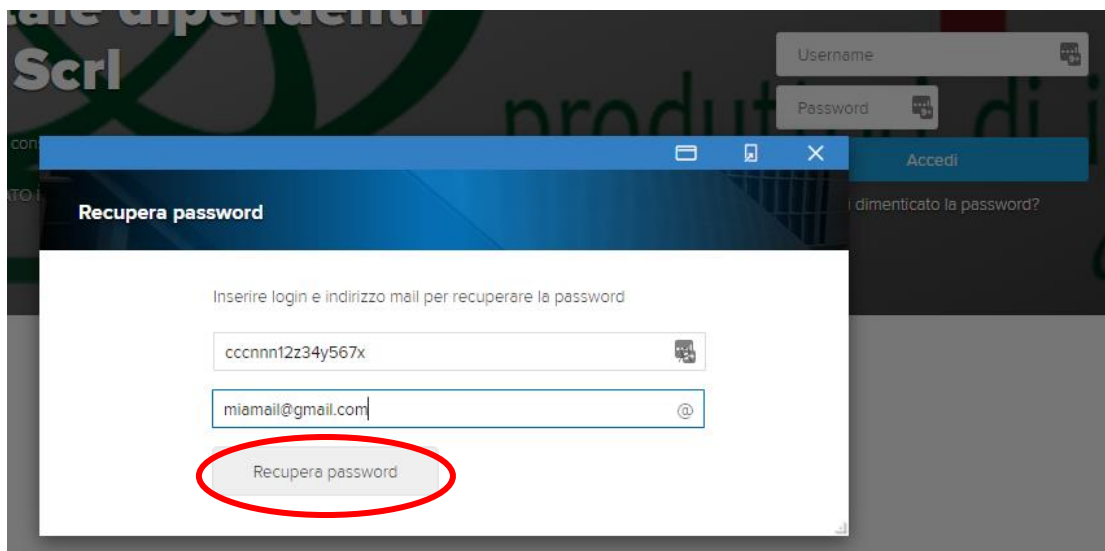 dipendenti
Scrl
produttori di
Username
Password
Accedi
dimenticato la password?
Recupera password
Inserire login e indirizzo mail per recuperare la password
cccnnn12z34y567x
miamail@gmail.com
@
Recupera password